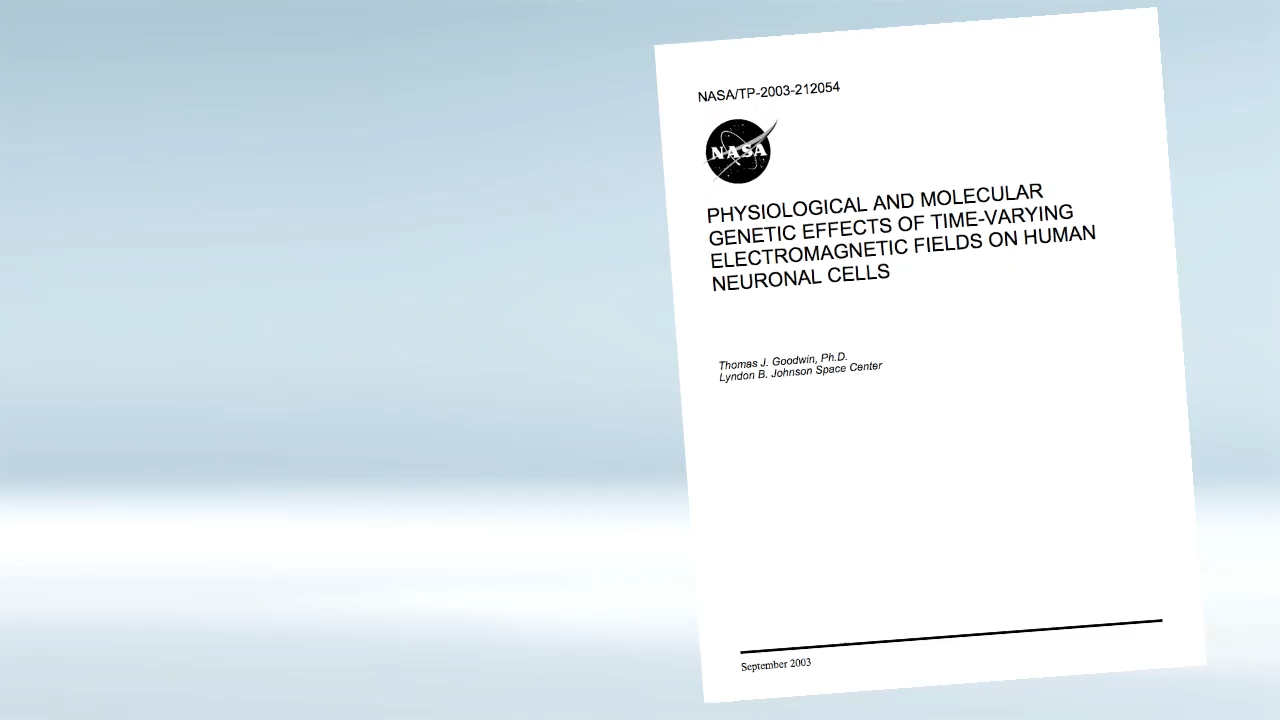 NASA/TP-2003-212054
NASA
PHYSIOLOGICAL AND MOLECULAR
GENETIC EFFECTS OF TIME-VARYING
ELECTROMAGNETIC FIELDS ON HUMAN
NEURONAL CELLS
Thomas J. Goodwin, Ph.D.
Lyndon B. Johnson Space Center
September 2003